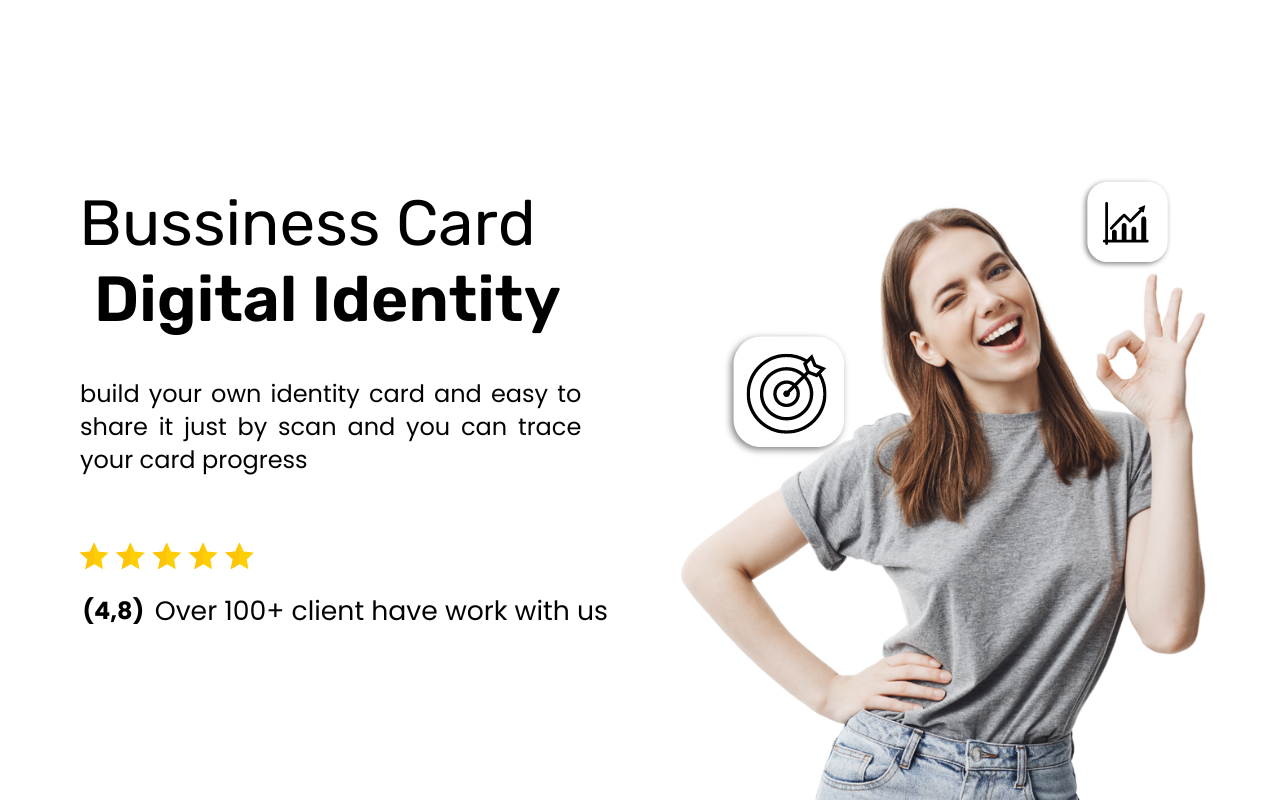 Bussiness Card
Digital Identity
build your own identity card and easy to
share it just by scan and you can trace
your card progress
(4,8) Over 100+ client have work with us